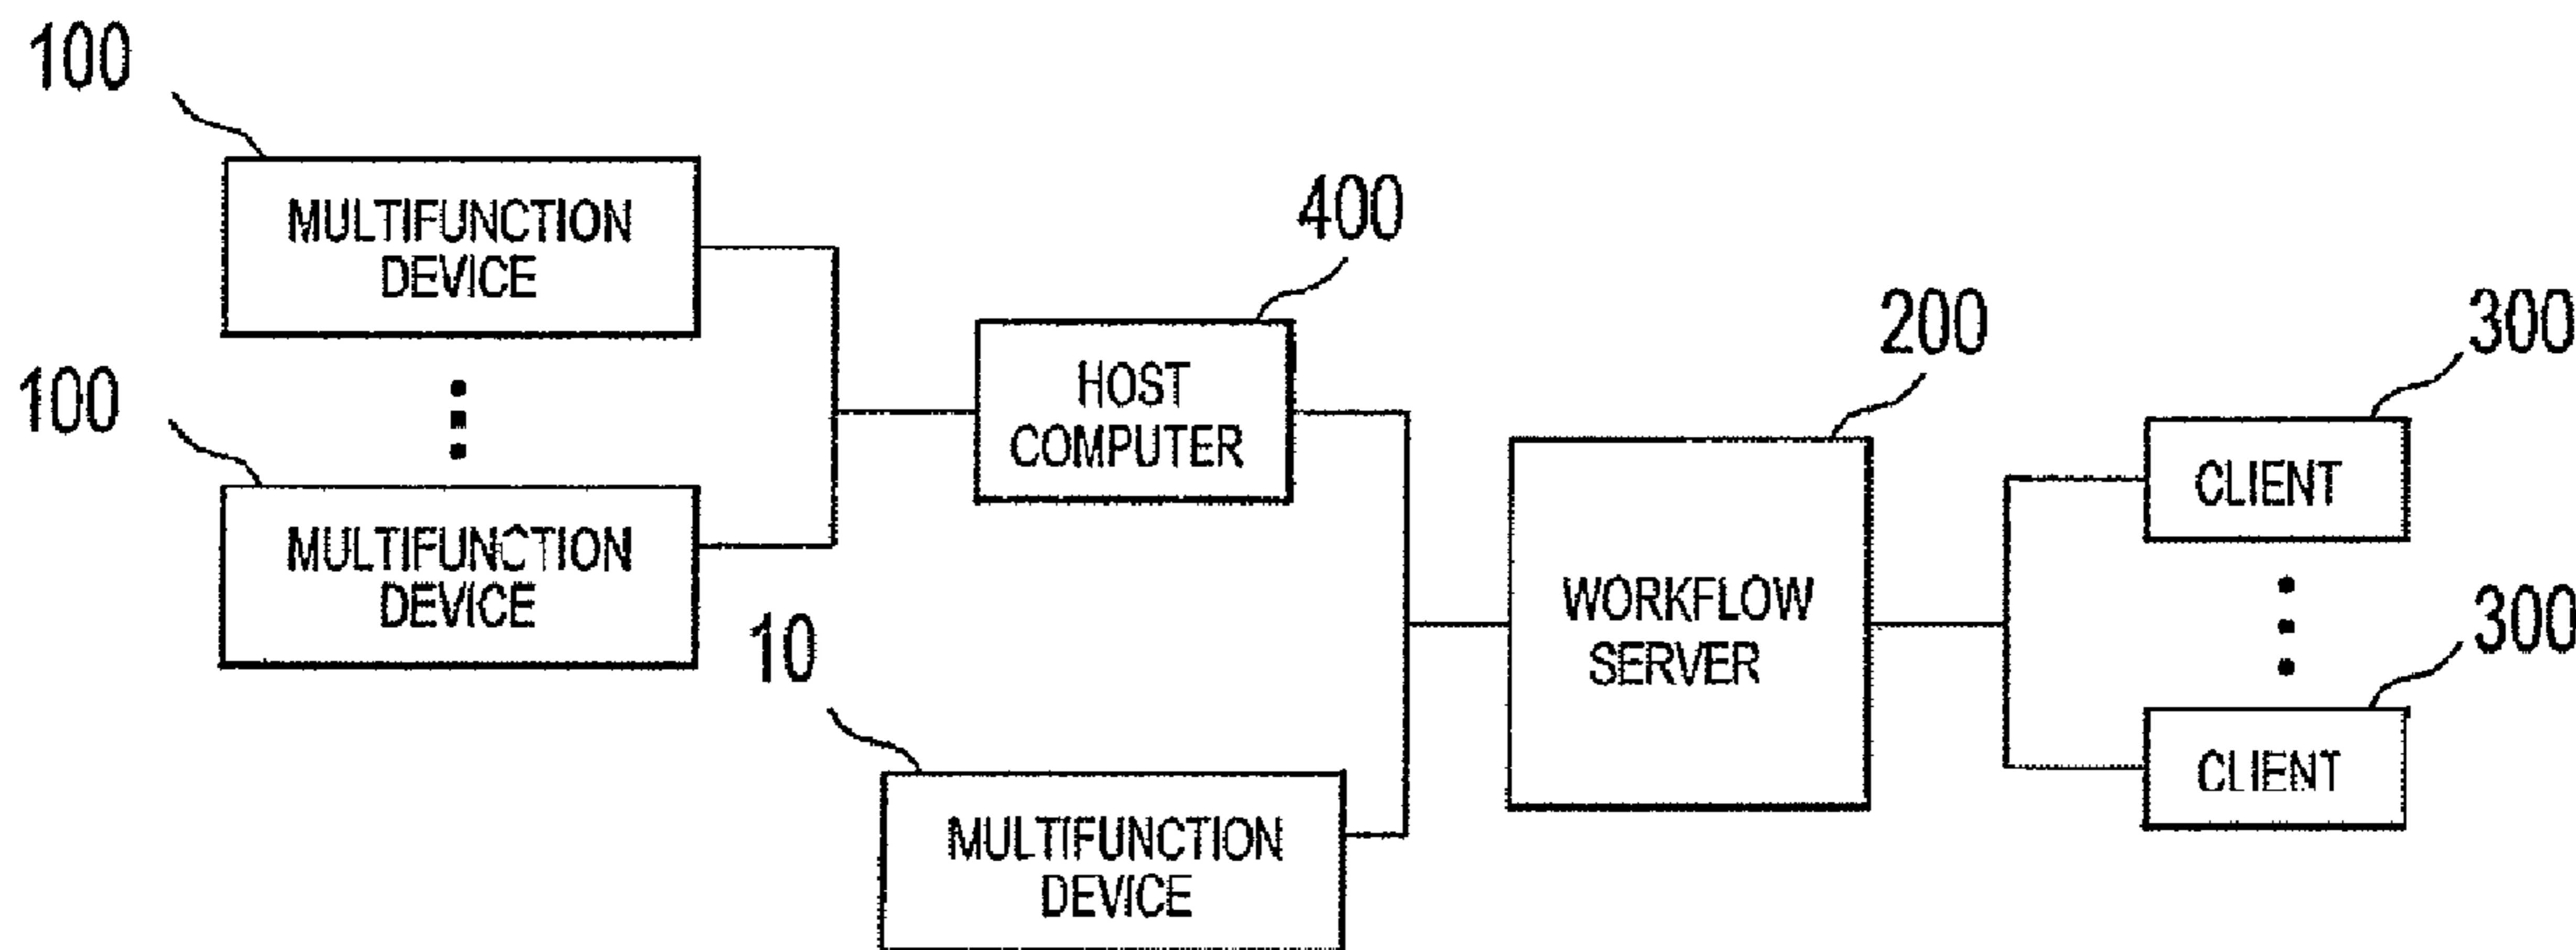 100
MULTIFUNCTION
DEVICE
100
MULTIFUNCTION
DEVICE
400
HOST
COMPUTER
10
MULTIFUNCTION
DEVICE
200
WORKFLOW
SERVER
300
CLIENT
300
CLIENT